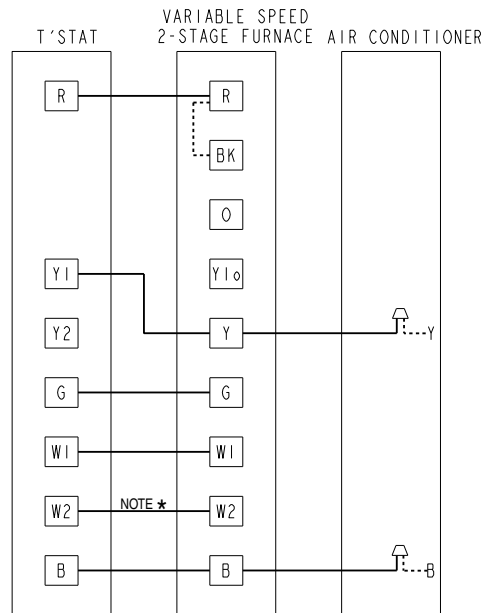 VARIABLE SPEED
T'STAT 2-STAGE FURNACE AIR CONDITIONER
R R
BK
O
Y1 Y1o
Y2 Y Y
G G
W1 W1
W2 NOTE * W2
B B B